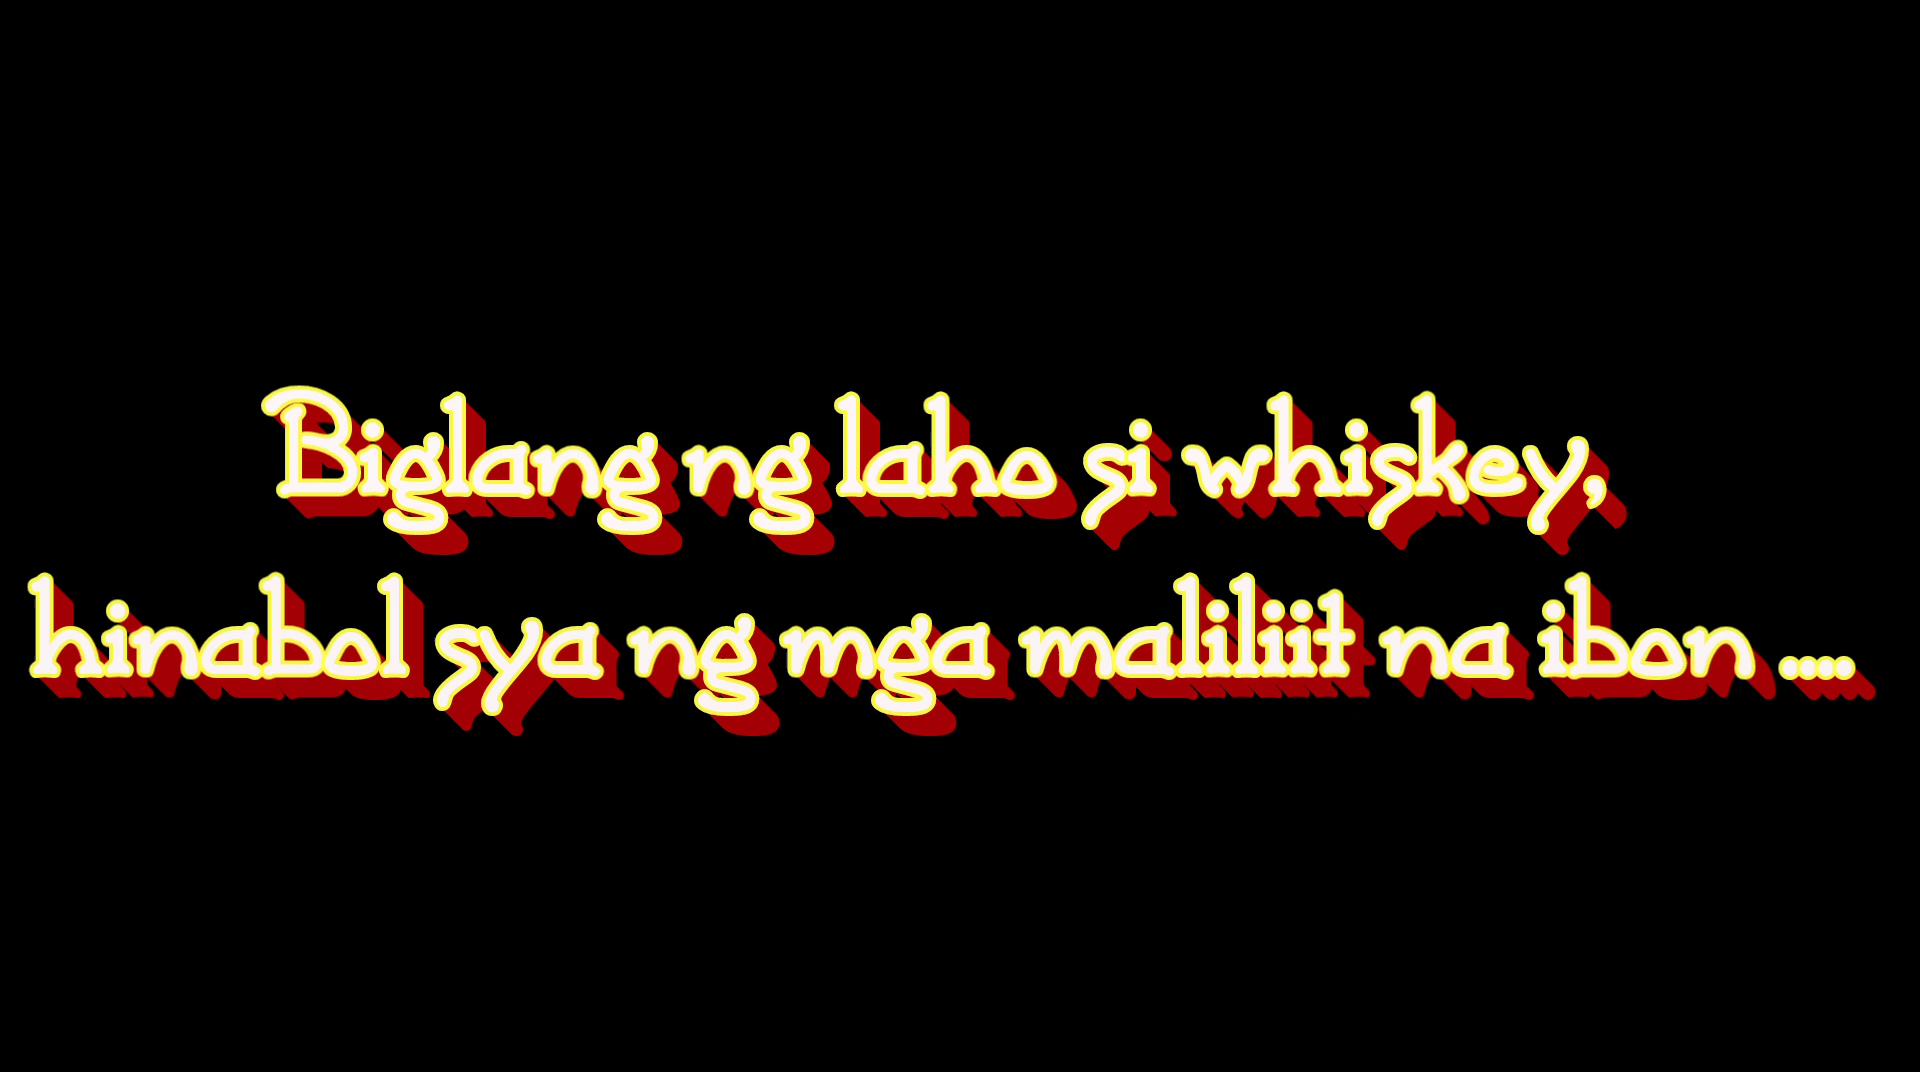 Biglang ng laho si whiskey,
hinabol sya ng mga maliliit na ibon ....